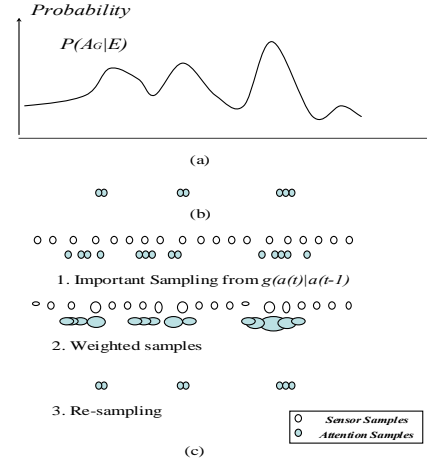 Probability
P(AG|E)
(a)
(b)
1. Important Sampling from g(a(t)|a(t-1)
2. Weighted samples
3. Re-sampling
Sensor Samples
Attention Samples
(c)